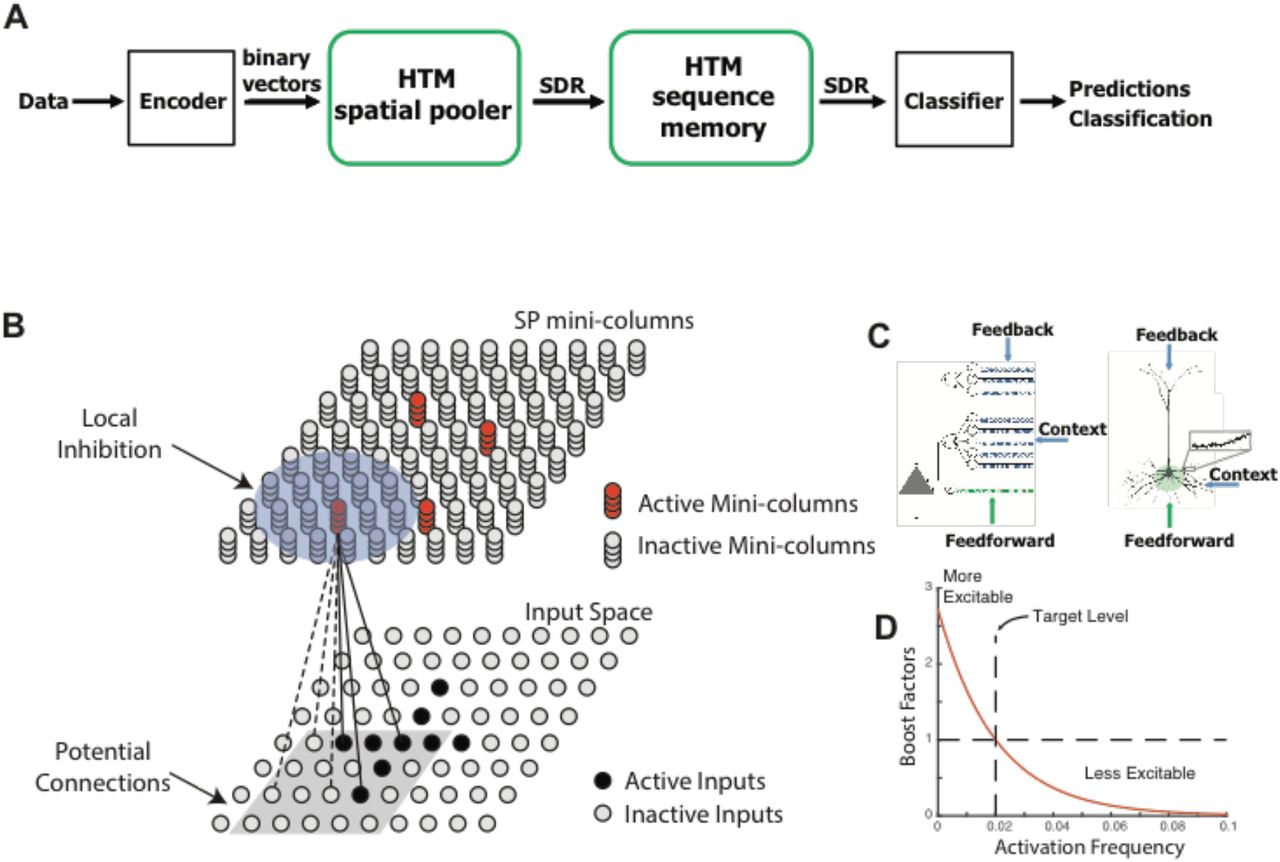 A
Data
Encoder
binary
vectors
HTM
spatial pooler
SDR
HTM
sequence
memory
SDR
Classifier
Predictions
Classification
B
SP mini-columns
Local
Inhibition
Active Mini-columns
Inactive Mini-columns
Input Space
Potential
Connections
Active Inputs
Inactive Inputs
C
Feedback
Context
Feedforward
Feedback
Context
Feedforward
D
More
Excitable
Target Level
Less Excitable
Boost Factors
3
2
1
0
0
0.02
0.04
0.06
0.08
0.1
Activation Frequency